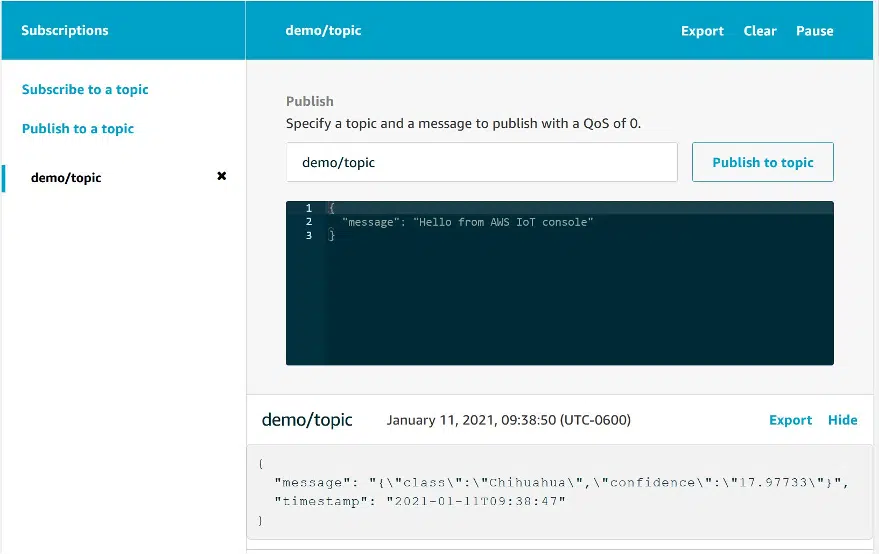 Subscriptions
demo/topic
Export Clear Pause
Subscribe to a topic
Publish to a topic
demo/topic ✖
Publish
Specify a topic and a message to publish with a QoS of 0.
demo/topic
Publish to topic
1 {
2 "message": "Hello from AWS IoT console"
3 }
demo/topic January 11, 2021, 09:38:50 (UTC-0600) Export Hide
{
"message": "{\"class\":\"Chihuahua\",\"confidence\":\"17.97733\"}",
"timestamp": "2021-01-11T09:38:47"
}